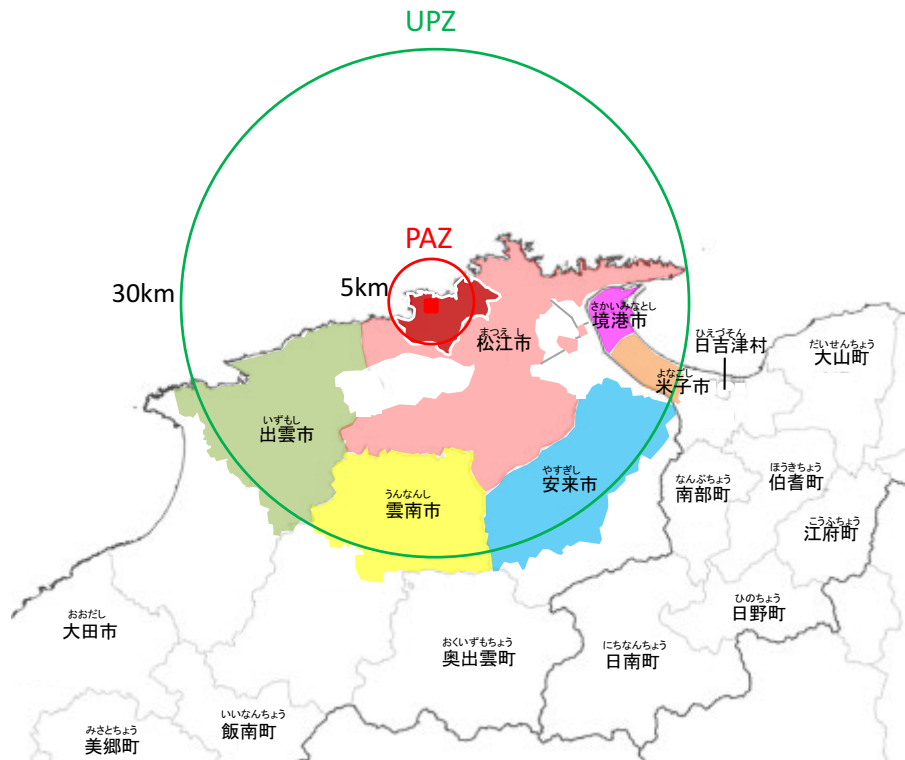 UPZ
PAZ
30km
5km
まつえ し
松江市
さかいみなとし
境港市
ひえづそん
日吉津村
だいせんちょう
大山町
よなごし
米子市
いずもし
出雲市
やすぎし
安来市
なんぶちょう
南部町
ほうきちょう
伯耆町
うんなんし
雲南市
こうふちょう
江府町
おおだし
大田市
ひのちょう
日野町
おくいずもちょう
奥出雲町
にちなんちょう
日南町
いいなんちょう
飯南町
みさとちょう
美郷町